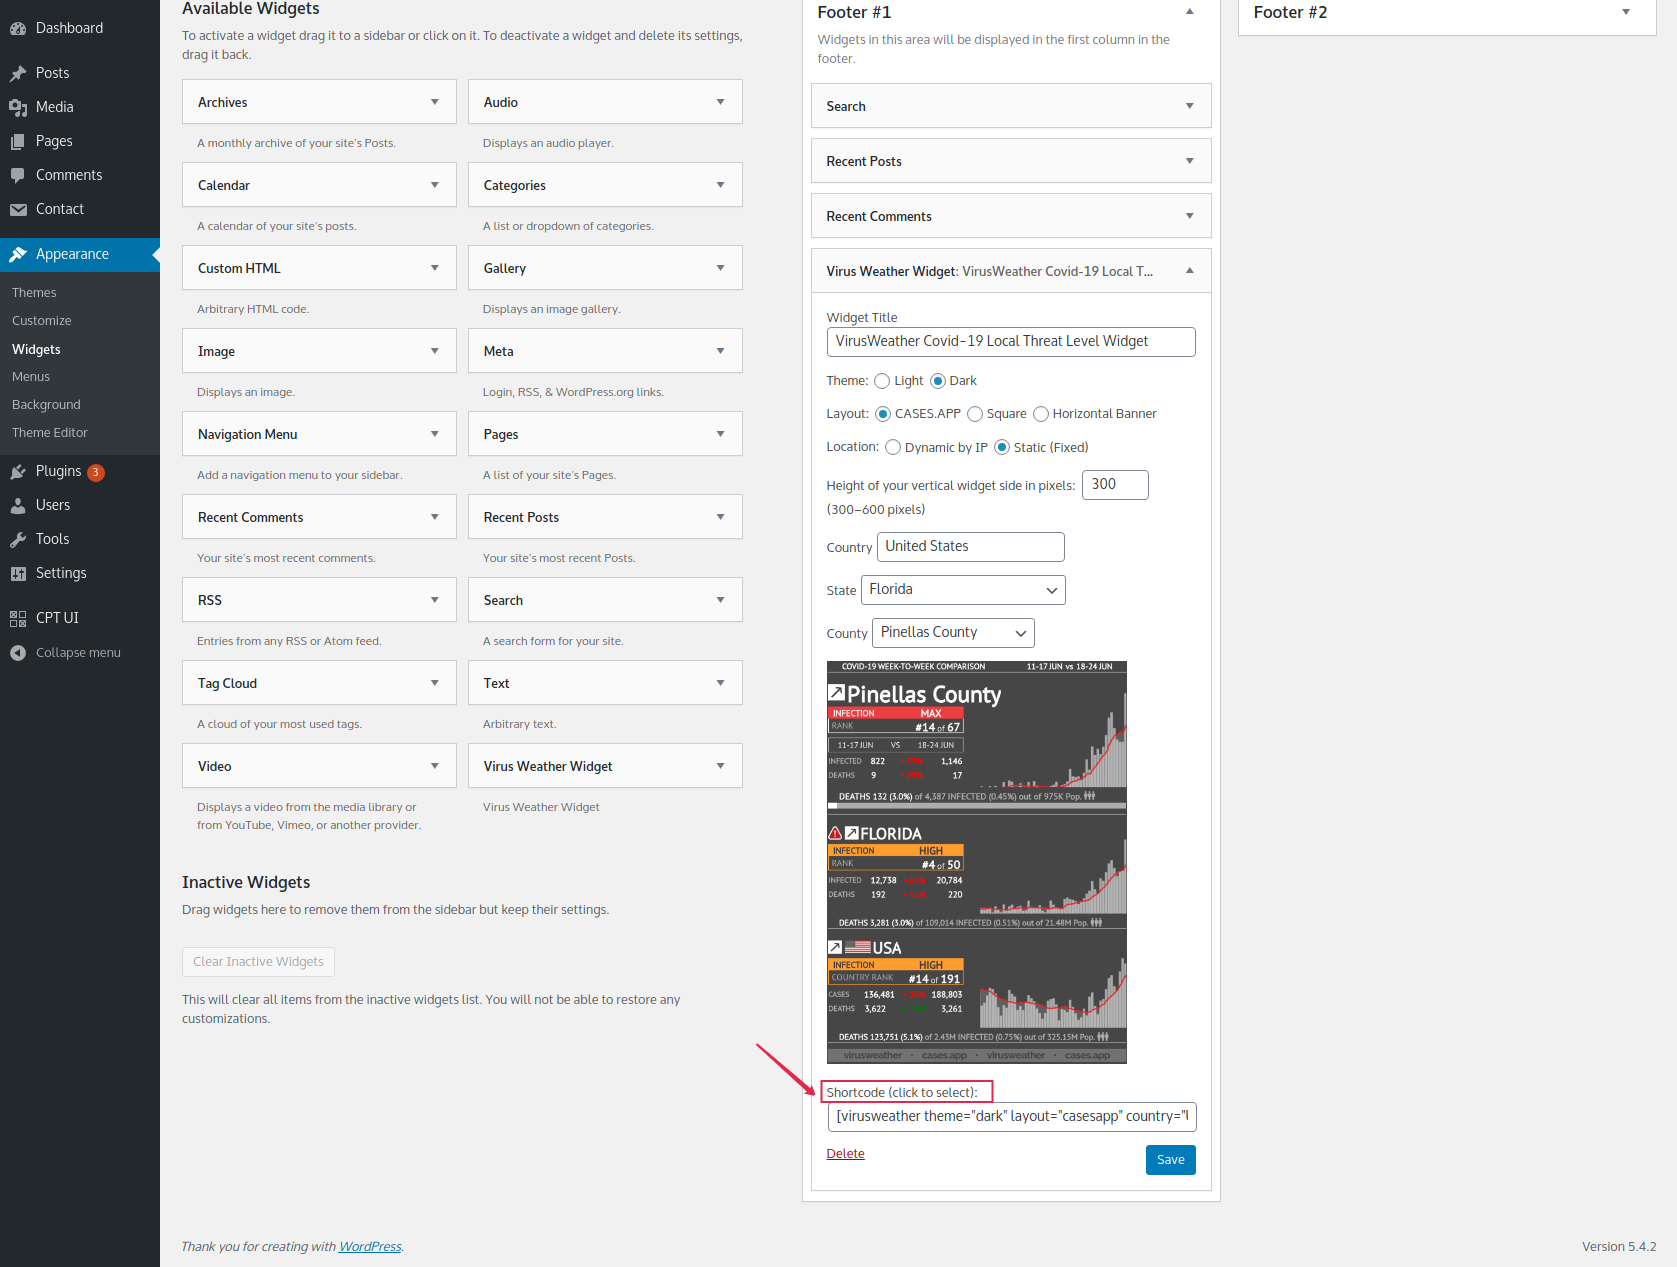 Dashboard
Posts
Media
Pages
Comments
Contact
Appearance
Themes
Customize
Widgets
Menus
Background
Theme Editor
Plugins 3
Users
Tools
Settings
CPT UI
Collapse menu
Available Widgets
To activate a widget drag it to a sidebar or click on it. To deactivate a widget and delete its settings,
drag it back.
Archives
A monthly archive of your site's Posts.
Audio
Displays an audio player.
Calendar
A calendar of your site's posts.
Categories
A list or dropdown of categories.
Custom HTML
Arbitrary HTML code.
Gallery
Displays an image gallery.
Image
Displays an image.
Meta
Login, RSS, & WordPress.org links.
Navigation Menu
Add a navigation menu to your sidebar.
Pages
A list of your site's Pages.
Recent Comments
Your site's most recent comments.
Recent Posts
Your site's most recent Posts.
RSS
Entries from any RSS or Atom feed.
Search
A search form for your site.
Tag Cloud
A cloud of your most used tags.
Text
Arbitrary text.
Video
Displays a video from the media library or
from YouTube, Vimeo, or another provider.
Virus Weather Widget
Virus Weather Widget
Inactive Widgets
Drag widgets here to remove them from the sidebar but keep their settings.
Clear Inactive Widgets
This will clear all items from the inactive widgets list. You will not be able to restore any
customizations.
Footer #1
Widgets in this area will be displayed in the first column in the
footer.
Search
Recent Posts
Recent Comments
Virus Weather Widget: VirusWeather Covid-19 Local T...
Widget Title
VirusWeather Covid-19 Local Threat Level Widget
Theme: Light Dark
Layout: CASES.APP Square Horizontal Banner
Location: Dynamic by IP Static (Fixed)
Height of your vertical widget side in pixels: 300
(300–600 pixels)
Country United States
State Florida
County Pinellas County
COVID-19 WEEK-TO-WEEK COMPARISON 11-17 JUN vs 18-24 JUN
Pinellas County
INFECTION MAX
RANK #14 of 67
11-17 JUN VS 18-24 JUN
INFECTED 822 1,146
DEATHS 9 17
DEATHS 132 (3.0%) of 4,387 INFECTED (0.45%) out of 975K Pop.
FLORIDA
INFECTION HIGH
RANK #4 of 50
INFECTED 12,738 20,784
DEATHS 192 220
DEATHS 3,281 (3.0%) of 109,014 INFECTED (0.51%) out of 21.48M Pop.
USA
INFECTION HIGH
COUNTRY RANK #14 of 191
CASES 136,481 188,803
DEATHS 3,622 3,261
DEATHS 123,751 (5.1%) of 2.43M INFECTED (0.75%) out of 325.15M Pop.
virusweather · cases.app · virusweather · cases.app
Shortcode (click to select):
[virusweather theme="dark" layout="casesapp" country="U
Delete
Save
Footer #2
Thank you for creating with WordPress.
Version 5.4.2